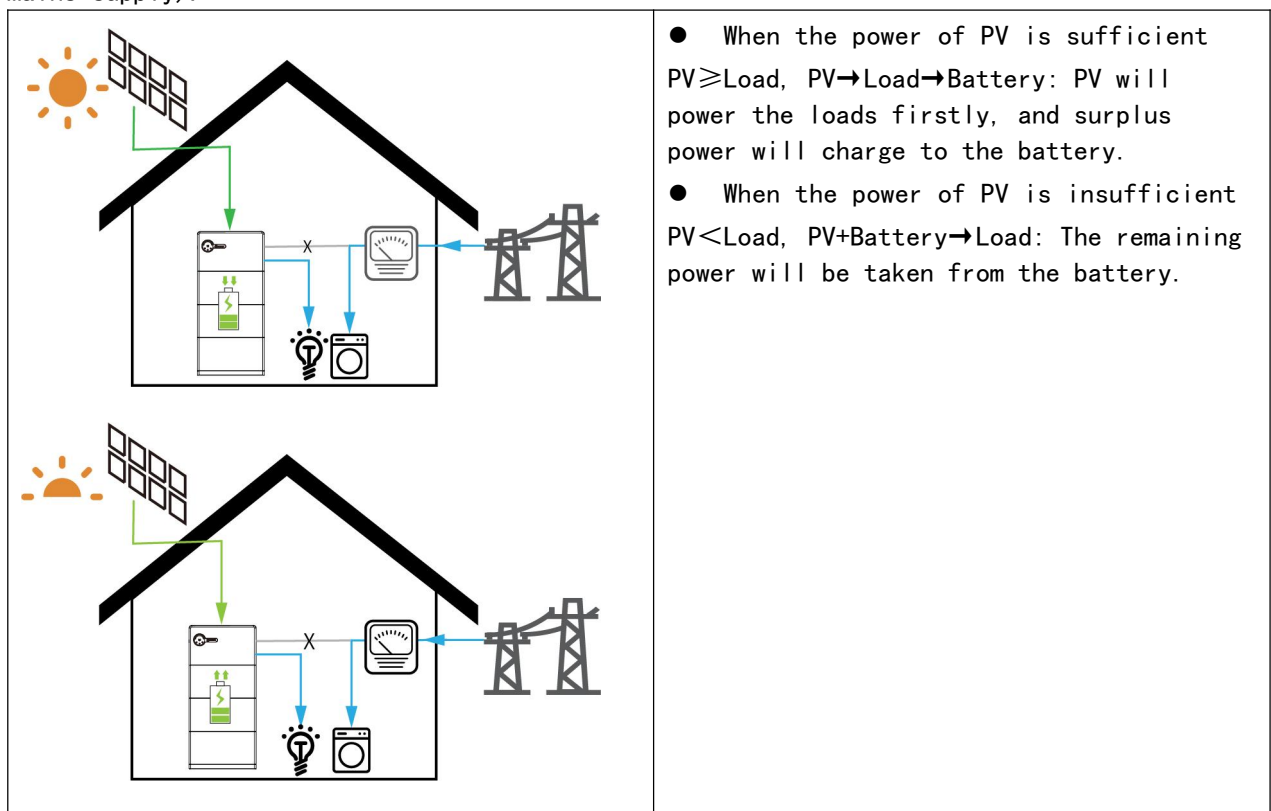 ● When the power of PV is sufficient
PV≥Load, PV→Load→Battery: PV will
power the loads firstly, and surplus
power will charge to the battery.
● When the power of PV is insufficient
PV<Load, PV+Battery→Load: The remaining
power will be taken from the battery.
X
X